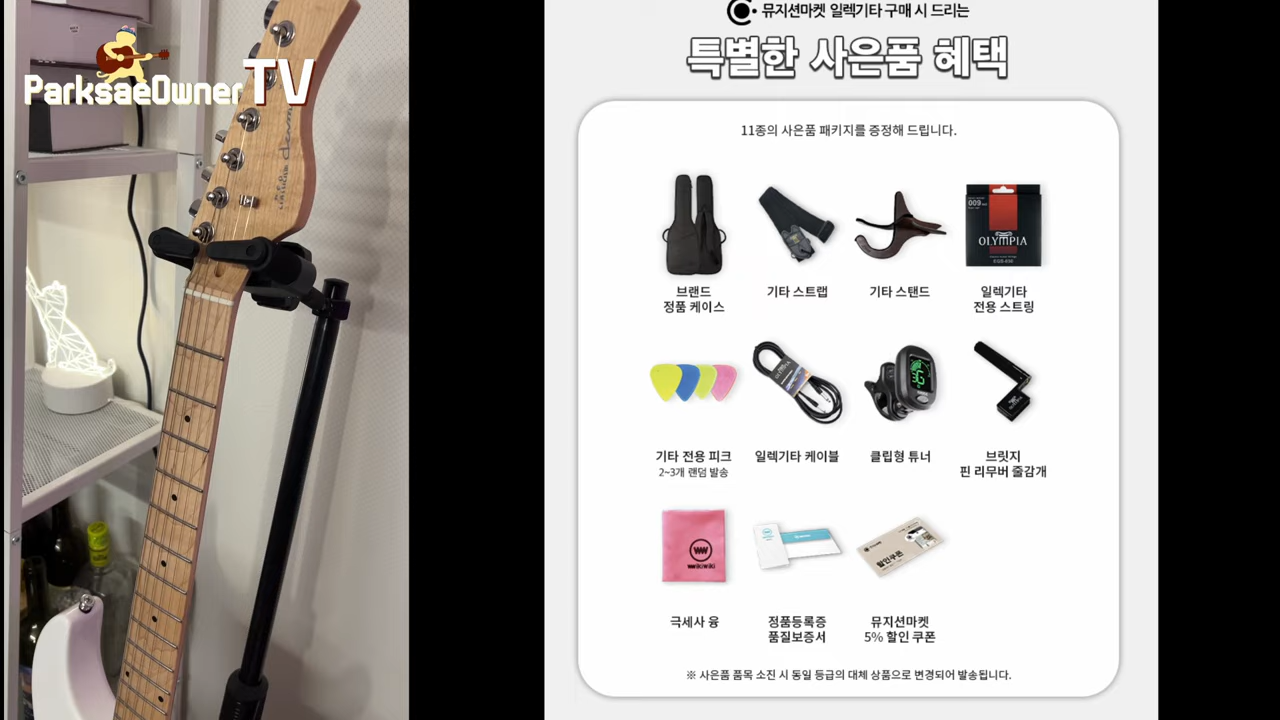 ParksaeOwnerTV
뮤지션마켓 일렉기타 구매 시 드리는
특별한 사은품 혜택
11종의 사은품 패키지를 증정해 드립니다.
009
OLYMPIA
브랜드
정품 케이스
기타 스트랩
기타 스탠드
일렉기타
전용 스트링
기타 전용 피크
2~3개 랜덤 발송
일렉기타 케이블
클립형 튜너
브릿지
핀 리무버 줄감개
할인쿠폰
극세사 융
정품등록증
품질보증서
뮤지션마켓
5% 할인 쿠폰
※ 사은품 품목 소진 시 동일 등급의 대체 상품으로 변경되어 발송됩니다.